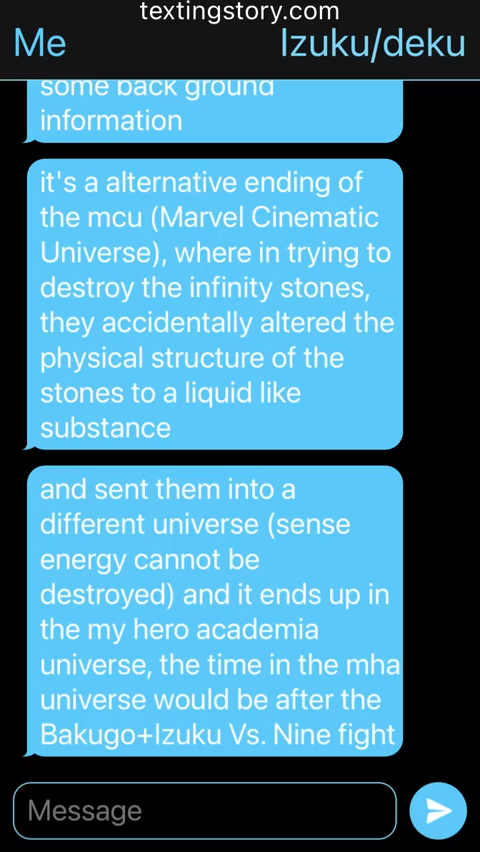 textingstory.com
Me
Izuku/deku
some back ground
information
it's a alternative ending of
the mcu (Marvel Cinematic
Universe), where in trying to
destroy the infinity stones,
they accidentally altered the
physical structure of the
stones to a liquid like
substance
and sent them into a
different universe (sense
energy cannot be
destroyed) and it ends up in
the my hero academia
universe, the time in the mha
universe would be after the
Bakugo+Izuku Vs. Nine fight
Message